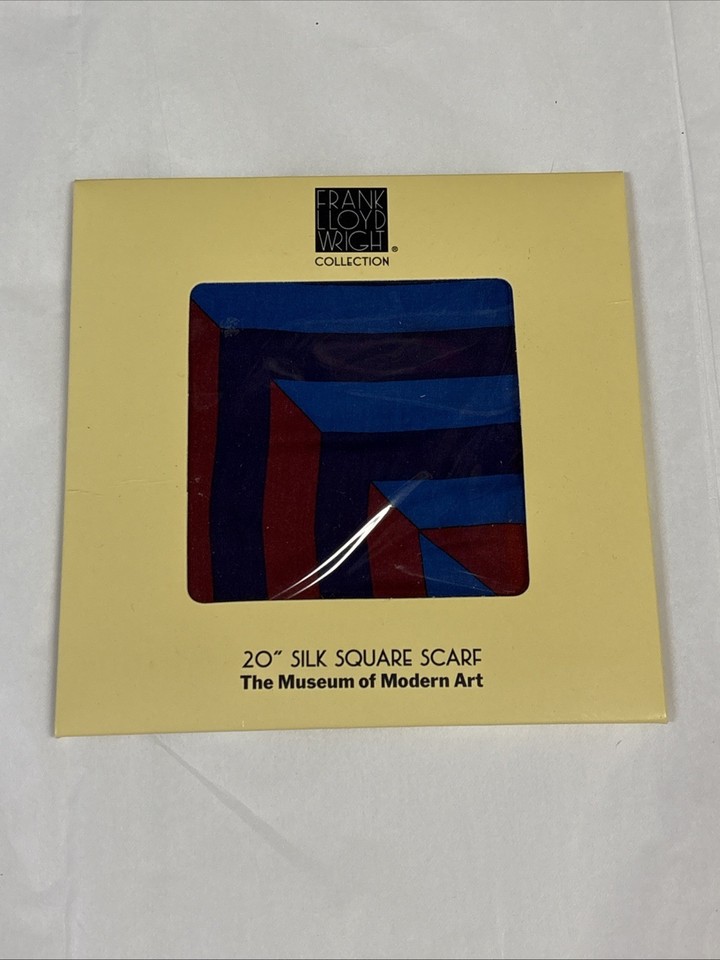 FRANK
LLOYD
WRIGHT®
COLLECTION
20" SILK SQUARE SCARF
The Museum of Modern Art